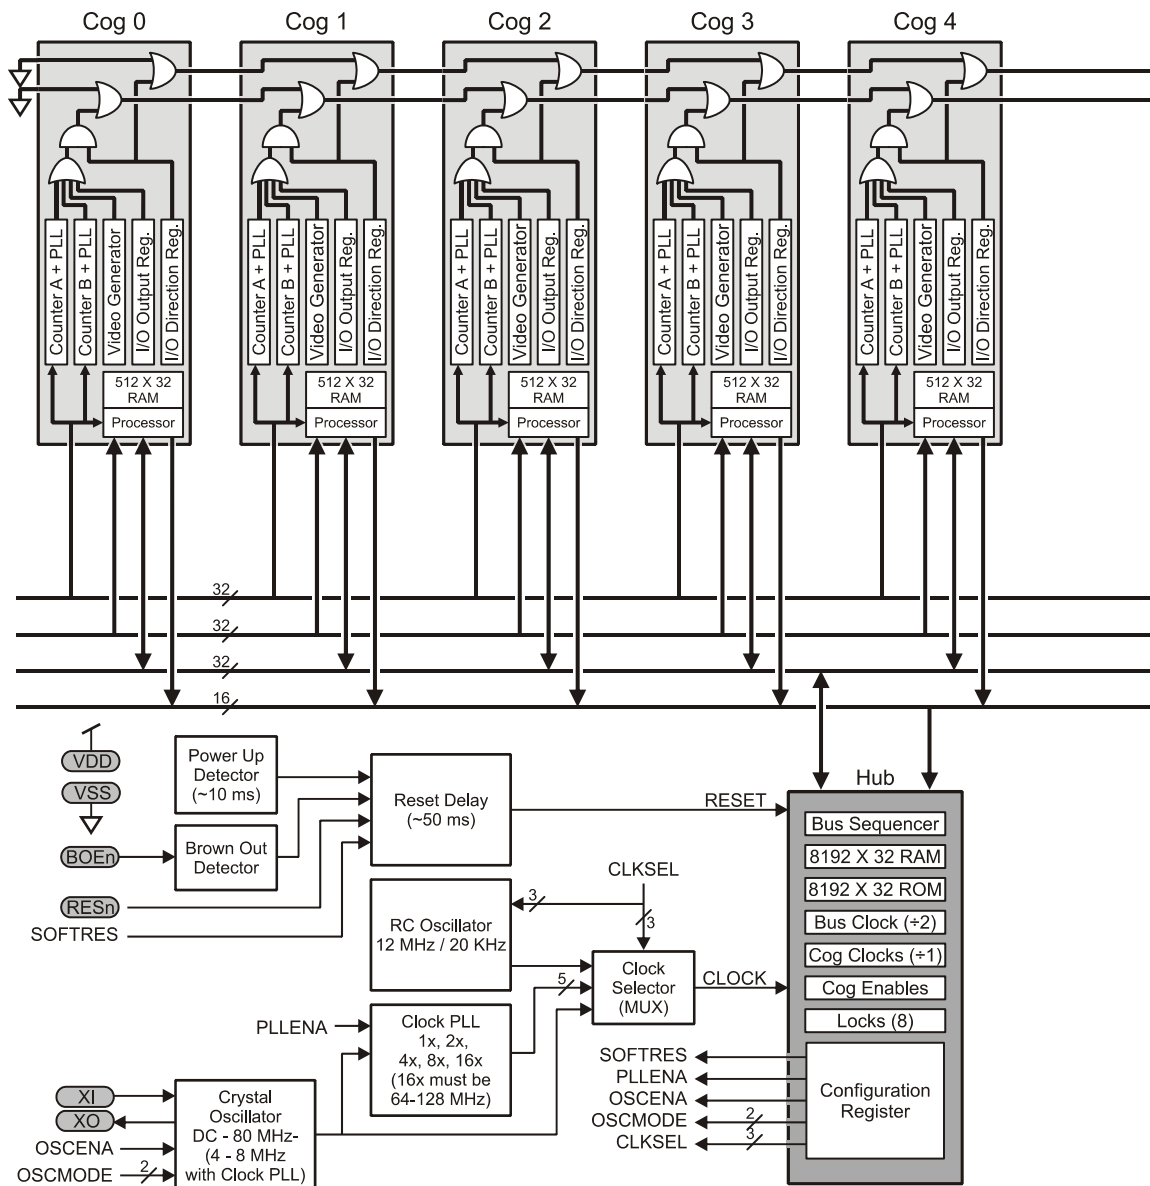 Cog 0
Cog 1
Cog 2
Cog 3
Cog 4
Counter A + PLL
Counter B + PLL
Video Generator
I/O Output Reg.
I/O Direction Reg.
Counter A + PLL
Counter B + PLL
Video Generator
I/O Output Reg.
I/O Direction Reg.
Counter A + PLL
Counter B + PLL
Video Generator
I/O Output Reg.
I/O Direction Reg.
Counter A + PLL
Counter B + PLL
Video Generator
I/O Output Reg.
I/O Direction Reg.
Counter A + PLL
Counter B + PLL
Video Generator
I/O Output Reg.
I/O Direction Reg.
512 X 32
RAM
Processor
512 X 32
RAM
Processor
512 X 32
RAM
Processor
512 X 32
RAM
Processor
512 X 32
RAM
Processor
32
32
32
16
VDD
VSS
BOEn
RESn
SOFTRES
Power Up
Detector
(~10 ms)
Brown Out
Detector
Reset Delay
(~50 ms)
RESET
CLKSEL
3
3
RC Oscillator
12 MHz / 20 KHz
5
Clock
Selector
(MUX)
CLOCK
PLLENA
Clock PLL
1x, 2x,
4x, 8x, 16x
(16x must be
64-128 MHz)
XI
XO
OSCENA
OSCMODE
2
Crystal
Oscillator
DC - 80 MHz-
(4 - 8 MHz
with Clock PLL)
Hub
Bus Sequencer
8192 X 32 RAM
8192 X 32 ROM
Bus Clock (÷2)
Cog Clocks (÷1)
Cog Enables
Locks (8)
Configuration
Register
SOFTRES
PLLENA
OSCENA
OSCMODE
2
CLKSEL
3